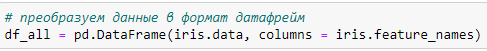 # преобразуем данные в формат датафрейм
df_all = pd.DataFrame(iris.data, columns = iris.feature_names)